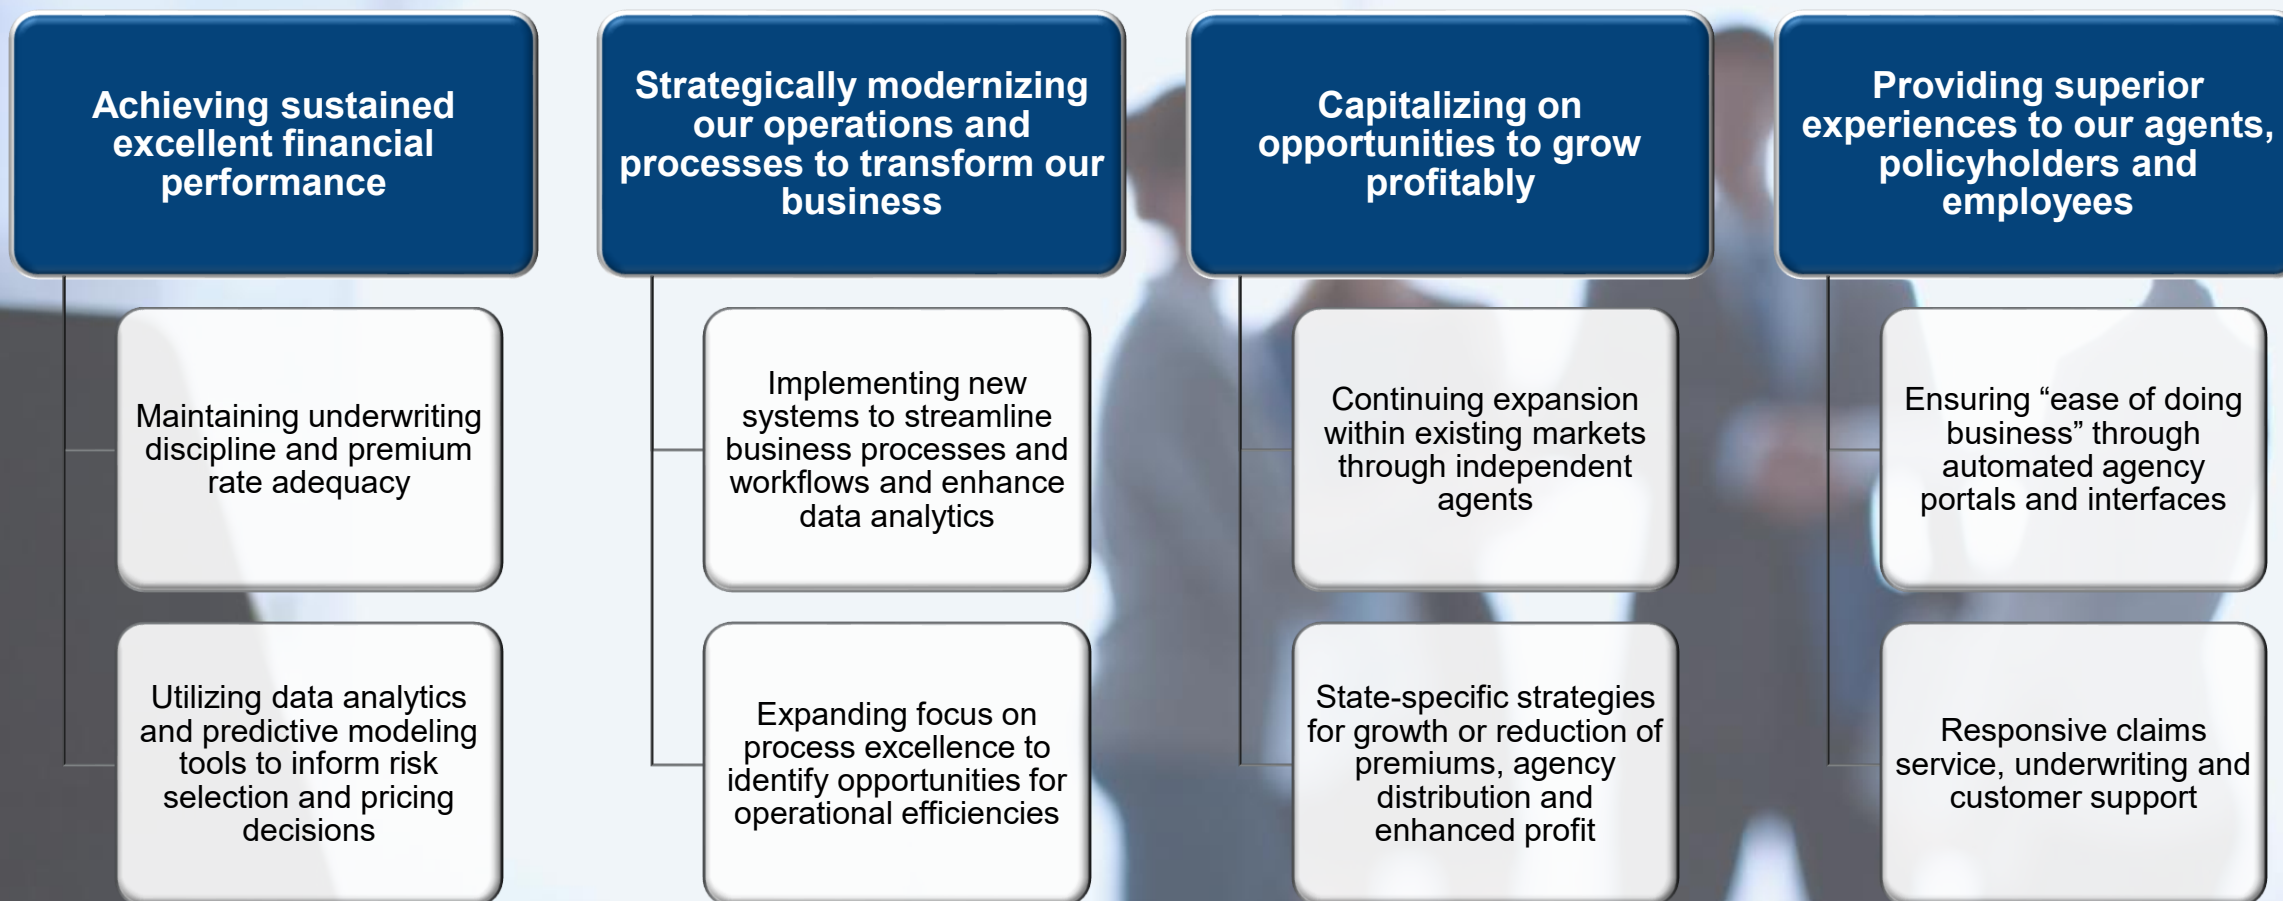 Achieving sustained
excellent financial
performance
Maintaining underwriting
discipline and premium
rate adequacy
Utilizing data analytics
and predictive modeling
tools to inform risk
selection and pricing
decisions
Strategically modernizing
our operations and
processes to transform our
business
Implementing new
systems to streamline
business processes and
workflows and enhance
data analytics
Expanding focus on
process excellence to
identify opportunities for
operational efficiencies
Capitalizing on
opportunities to grow
profitably
Continuing expansion
within existing markets
through independent
agents
State-specific strategies
for growth or reduction of
premiums, agency
distribution and
enhanced profit
Providing superior
experiences to our agents,
policyholders and
employees
Ensuring “ease of doing
business” through
automated agency
portals and interfaces
Responsive claims
service, underwriting and
customer support